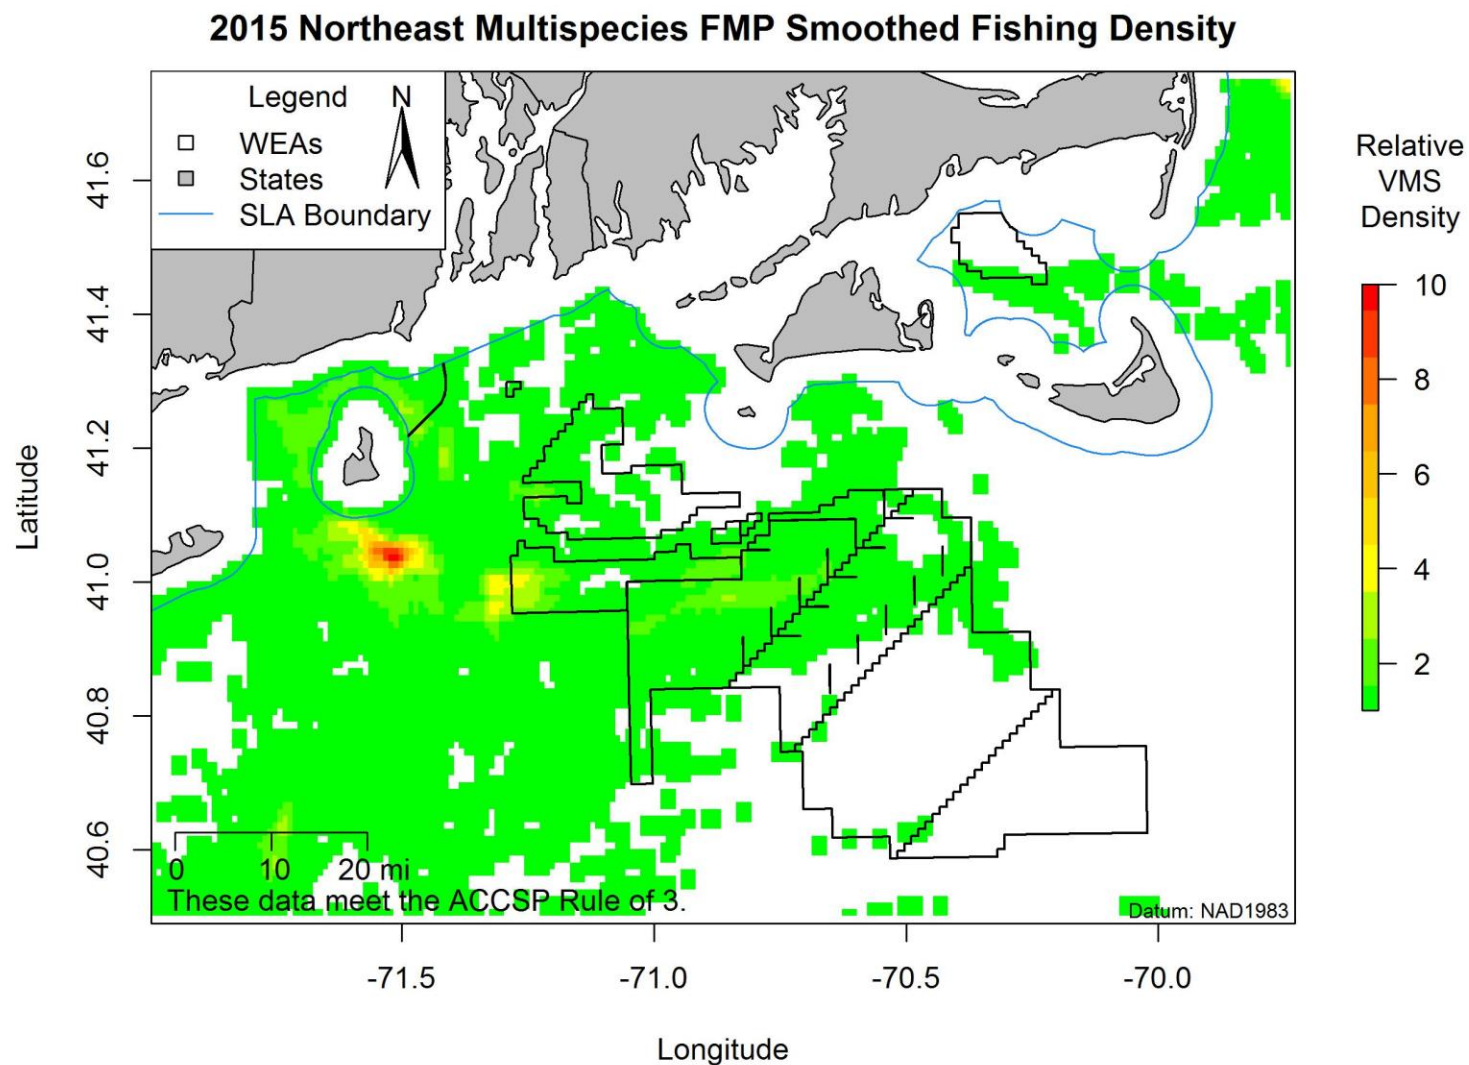 2015 Northeast Multispecies FMP Smoothed Fishing Density
Legend
N
WEAs
States
SLA Boundary
Relative
VMS
Density
10
8
6
4
2
Latitude
41.6
41.4
41.2
41.0
40.8
40.6
0 10 20 mi
These data meet the ACCSP Rule of 3.
Datum: NAD1983
-71.5 -71.0 -70.5 -70.0
Longitude